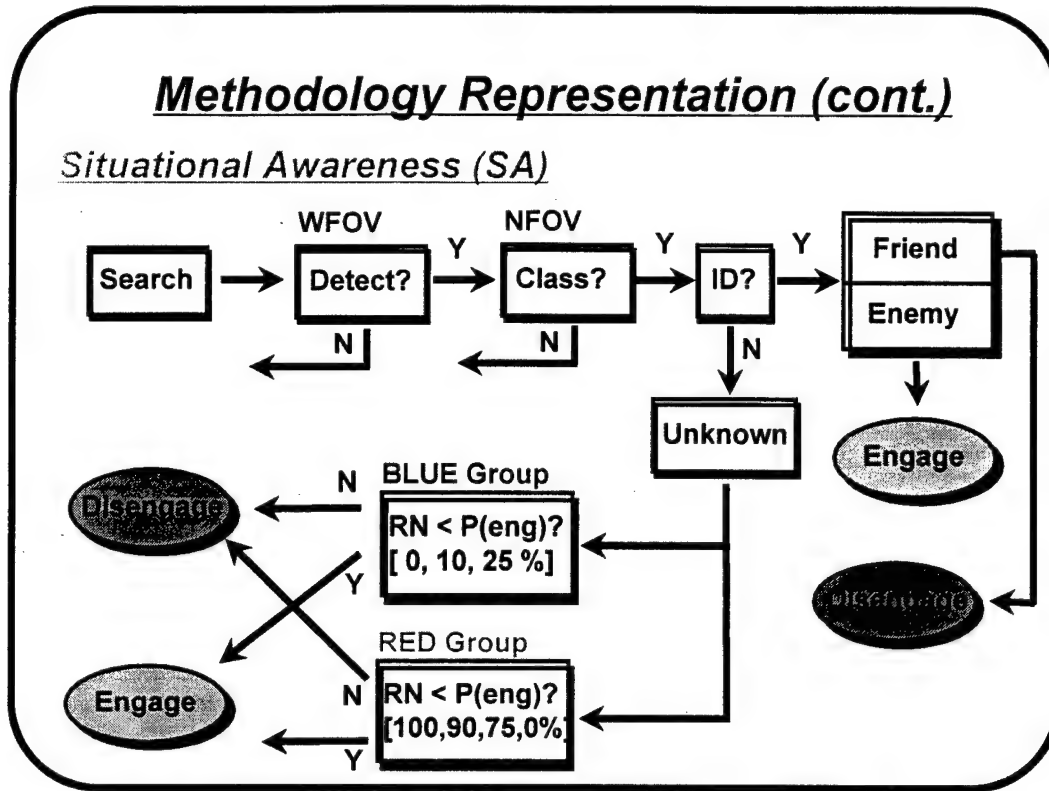 Methodology Representation (cont.)
Situational Awareness (SA)
WFOV
NFOV
Search
Detect?
Y
Class?
Y
ID?
Y
Friend
Enemy
N
N
N
Unknown
Engage
Disengage
N
BLUE Group
RN < P(eng)?
[ 0, 10, 25 %]
Y
Disengage
RED Group
Engage
N
RN < P(eng)?
[100,90,75,0%]
Y